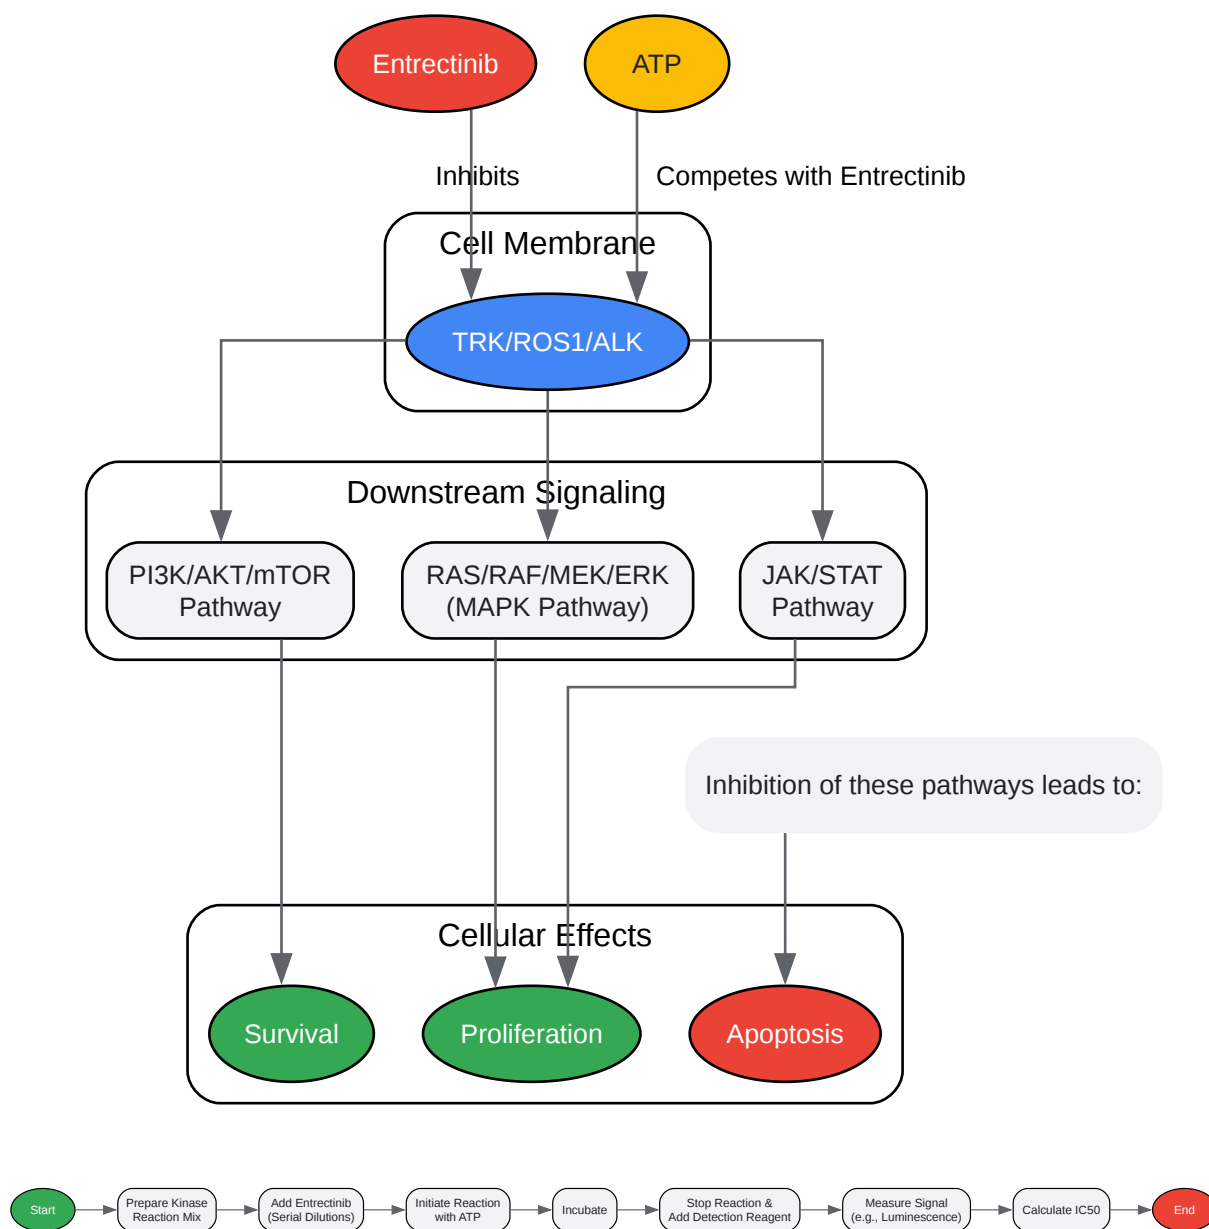 Entrectinib
ATP
Inhibits
Competes with Entrectinib
Cell Membrane
TRK/ROS1/ALK
Downstream Signaling
PI3K/AKT/mTOR
Pathway
RAS/RAF/MEK/ERK
(MAPK Pathway)
JAK/STAT
Pathway
Inhibition of these pathways leads to:
Cellular Effects
Survival
Proliferation
Apoptosis
Start
Prepare Kinase
Reaction Mix
Add Entrectinib
(Serial Dilutions)
Initiate Reaction
with ATP
Incubate
Stop Reaction &
Add Detection Reagent
Measure Signal
(e.g., Luminescence)
Calculate IC50
End